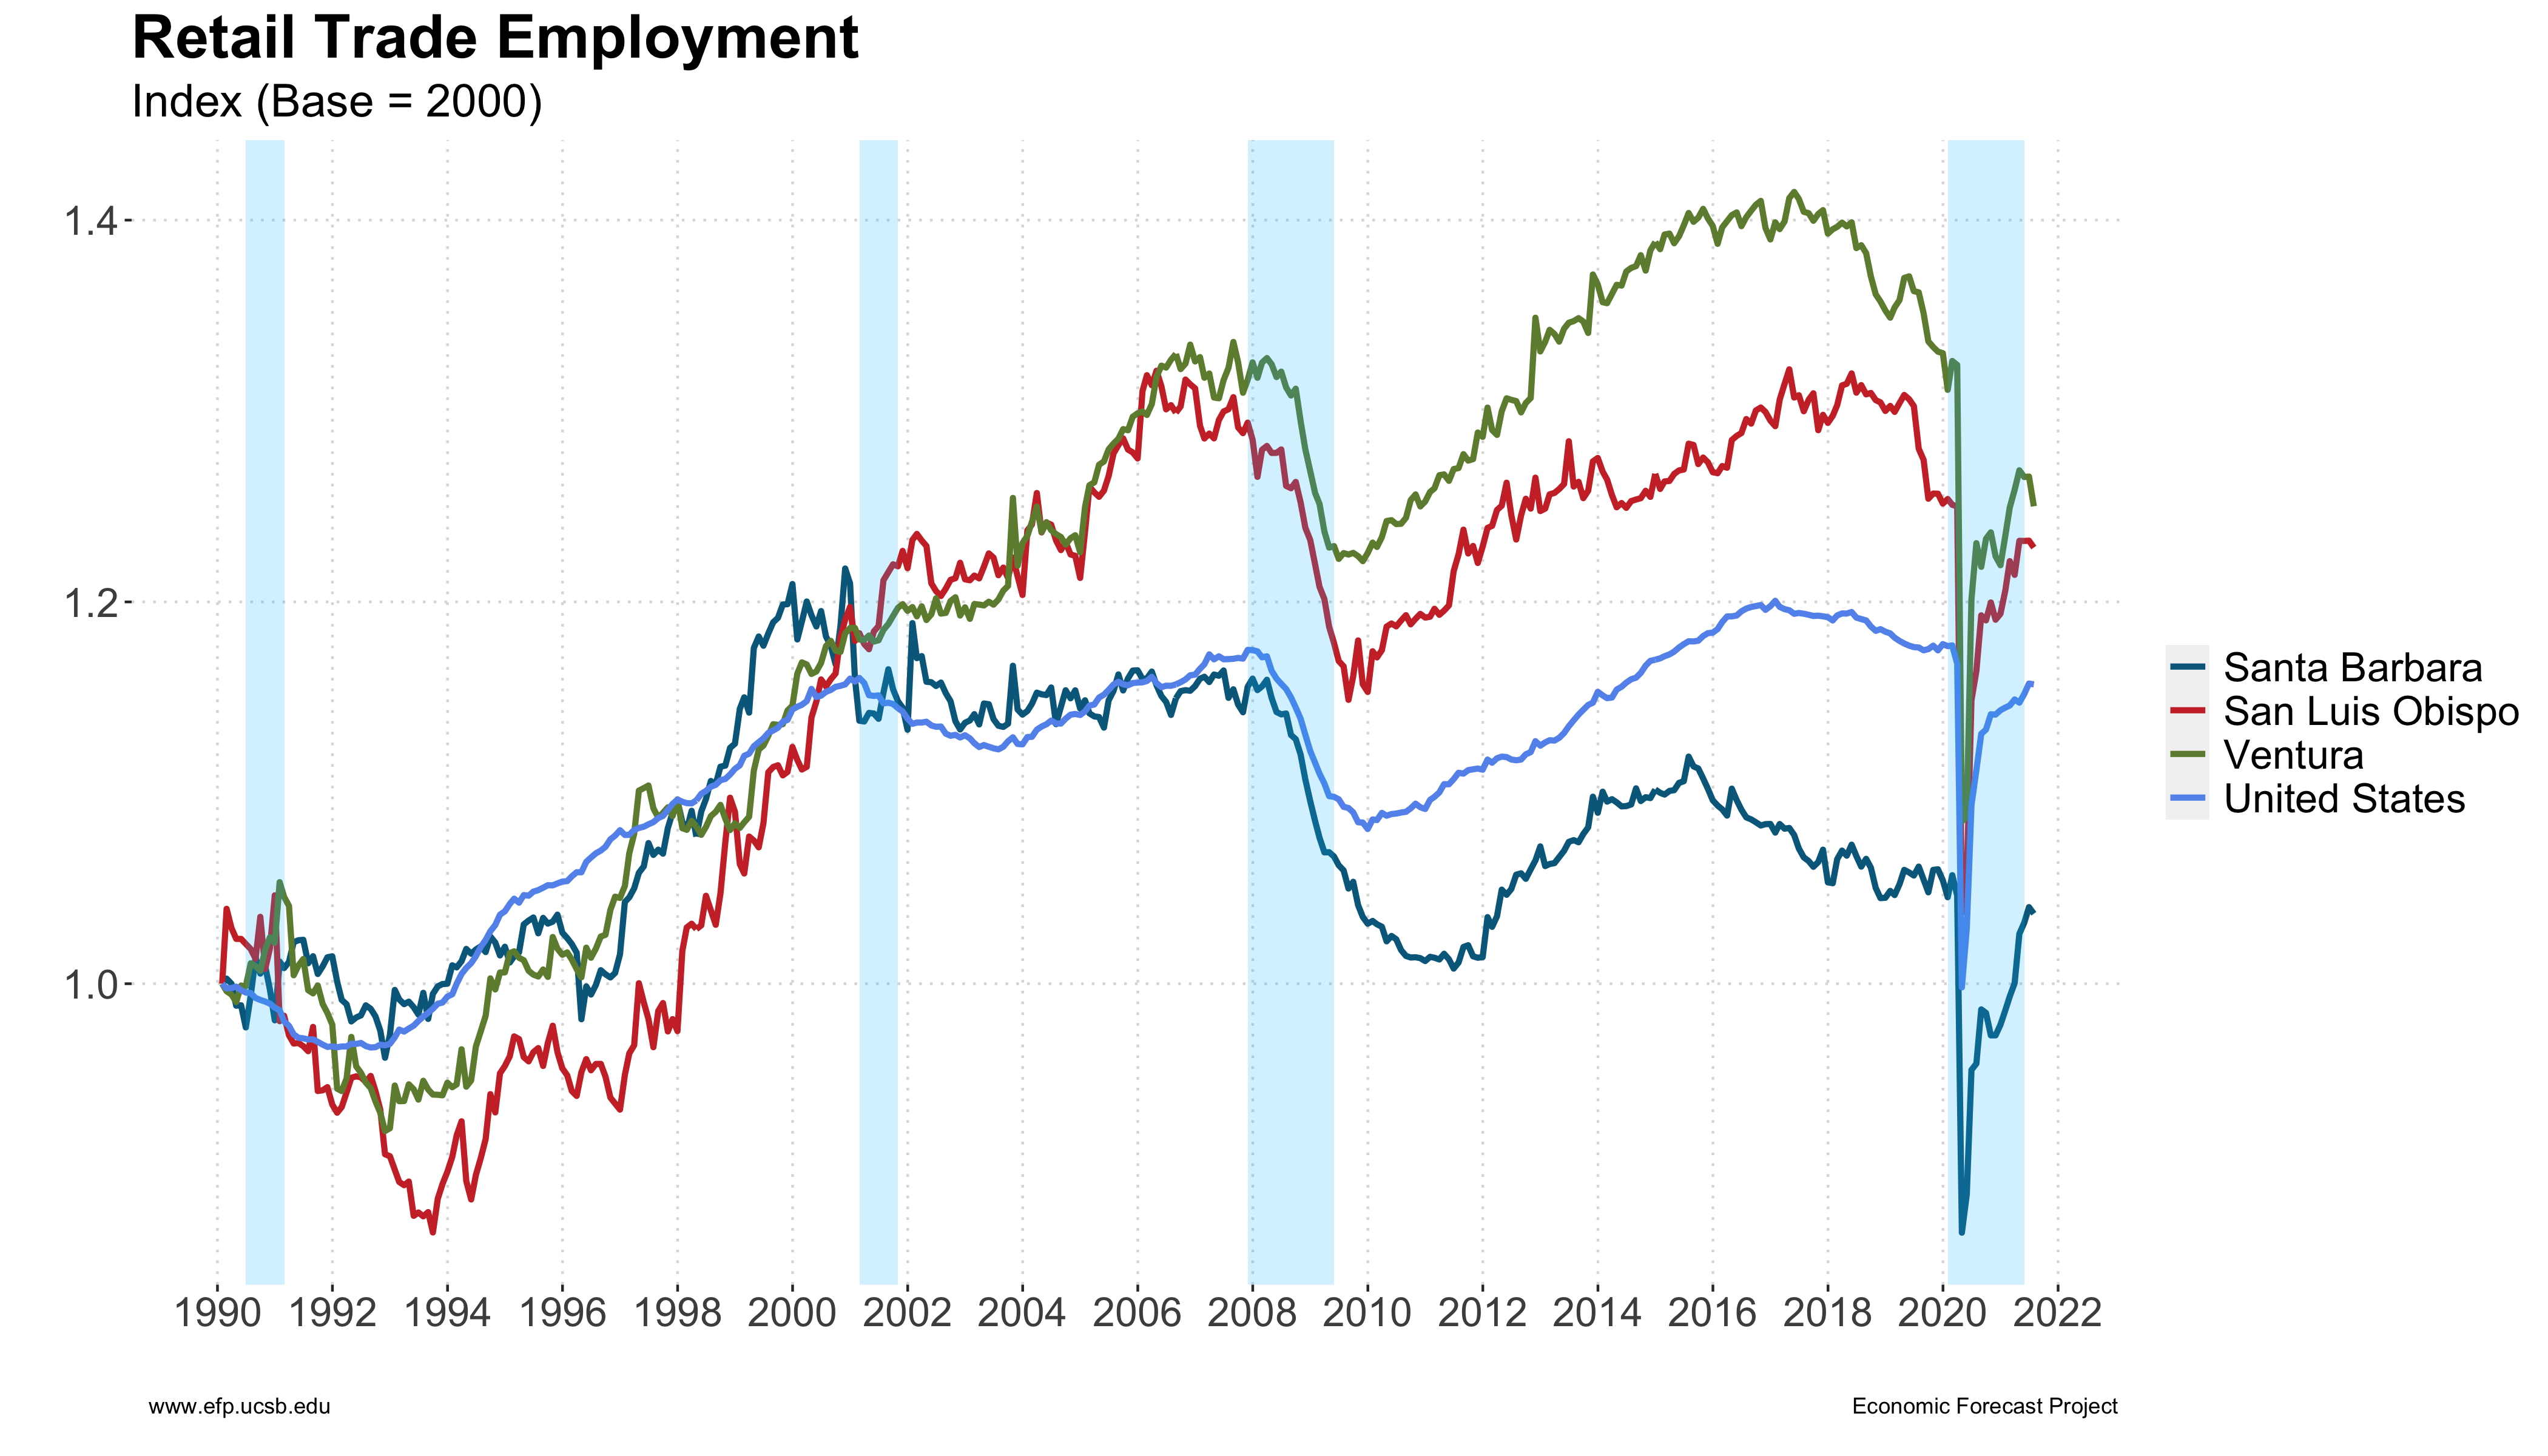 Retail Trade Employment
Index (Base = 2000)
1.4
1.2
1.0
1990 1992 1994 1996 1998 2000 2002 2004 2006 2008 2010 2012 2014 2016 2018 2020 2022
Santa Barbara
San Luis Obispo
Ventura
United States
www.efp.ucsb.edu
Economic Forecast Project